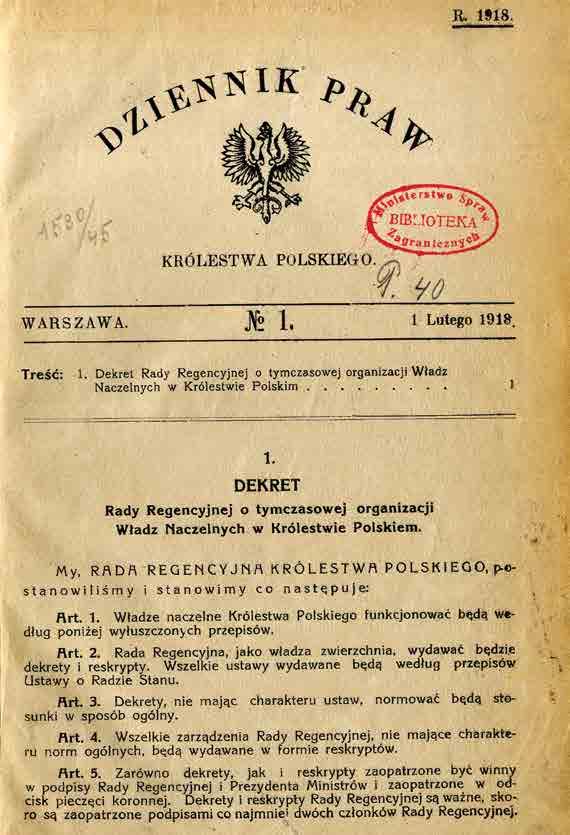 R. 1918.
DZIENNIK PRAW
1530/45
Ministerstwo Spraw
BIBLIOTEKA
Zagranicznych
KRÓLESTWA POLSKIEGO.
P. 40
WARSZAWA. № 1. 1 Lutego 1918.
Treść: 1. Dekret Rady Regencyjnej o tymczasowej organizacji Władz
Naczelnych w Królestwie Polskim . . . . . . . . . 1
1.
DEKRET
Rady Regencyjnej o tymczasowej organizacji
Władz Naczelnych w Królestwie Polskiem.
My, RADA REGENCYJNA KRÓLESTWA POLSKIEGO, po-
stanowiliśmy i stanowimy co następuje:
Art. 1. Władze naczelne Królestwa Polskiego funkcjonować będą we-
dług poniżej wyłuszczonych przepisów.
Art. 2. Rada Regencyjna, jako władza zwierzchnia, wydawać będzie
dekrety i reskrypty. Wszelkie ustawy wydawane będą według przepisów
Ustawy o Radzie Stanu.
Art. 3. Dekrety, nie mając charakteru ustaw, normować będą sto-
sunki w sposób ogólny.
Art. 4. Wszelkie zarządzenia Rady Regencyjnej, nie mające charakte-
ru norm ogólnych, będą wydawane w formie reskryptów.
Art. 5. Zarówno dekrety, jak i reskrypty zaopatrzone być winny
w podpisy Rady Regencyjnej i Prezydenta Ministrów i zaopatrzone w od-
cisk pieczęci koronnej. Dekrety i reskrypty Rady Regencyjnej są ważne, sko-
ro są zaopatrzone podpisami co najmniej dwóch członków Rady Regencyjnej.